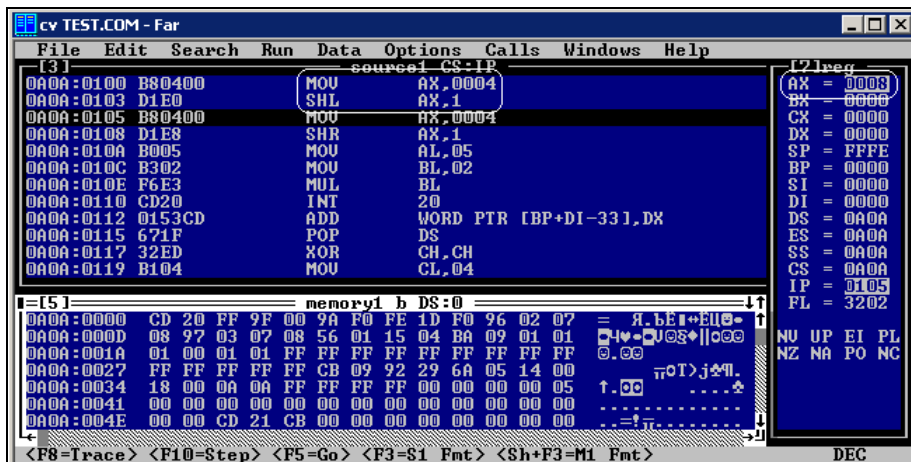 cv TEST.COM - Far
File Edit Search Run Data Options Calls Windows Help
[3] source1 CS:IP
0A0A:0100 B80400 MOV AX,0004
0A0A:0103 D1E0 SHL AX,1
0A0A:0105 B80400 MOV AX,0004
0A0A:0108 D1E8 SHR AX,1
0A0A:010A B005 MOV AL,05
0A0A:010C B302 MOV BL,02
0A0A:010E F6E3 MUL BL
0A0A:0110 CD20 INT 20
0A0A:0112 0153CD ADD WORD PTR [BP+DI-33],DX
0A0A:0115 671F POP DS
0A0A:0117 32ED XOR CH,CH
0A0A:0119 B104 MOV CL,04
[7]reg
AX = 0008
BX = 0000
CX = 0000
DX = 0000
SP = FFFE
BP = 0000
SI = 0000
DI = 0000
DS = 0A0A
ES = 0A0A
SS = 0A0A
CS = 0A0A
IP = 0105
FL = 3202
NV UP EI PL
NZ NA PO NC
[5] memory1 b DS:0
0A0A:0000 CD 20 FF 9F 00 9A F0 FE 1D F0 96 02 07
0A0A:000D 08 97 03 07 08 56 01 15 04 BA 09 01 01
0A0A:001A 01 00 01 01 FF FF FF FF FF FF FF FF FF
0A0A:0027 FF FF FF FF FF CB 09 92 29 6A 05 14 00
0A0A:0034 18 00 0A 0A FF FF FF FF 00 00 00 00 05
0A0A:0041 00 00 00 00 00 00 00 00 00 00 00 00 00
0A0A:004E 00 00 CD 21 CB 00 00 00 00 00 00 00 00
<F8=Trace> <F10=Step> <F5=Go> <F3=S1 Fmt> <Sh+F3=M1 Fmt> DEC